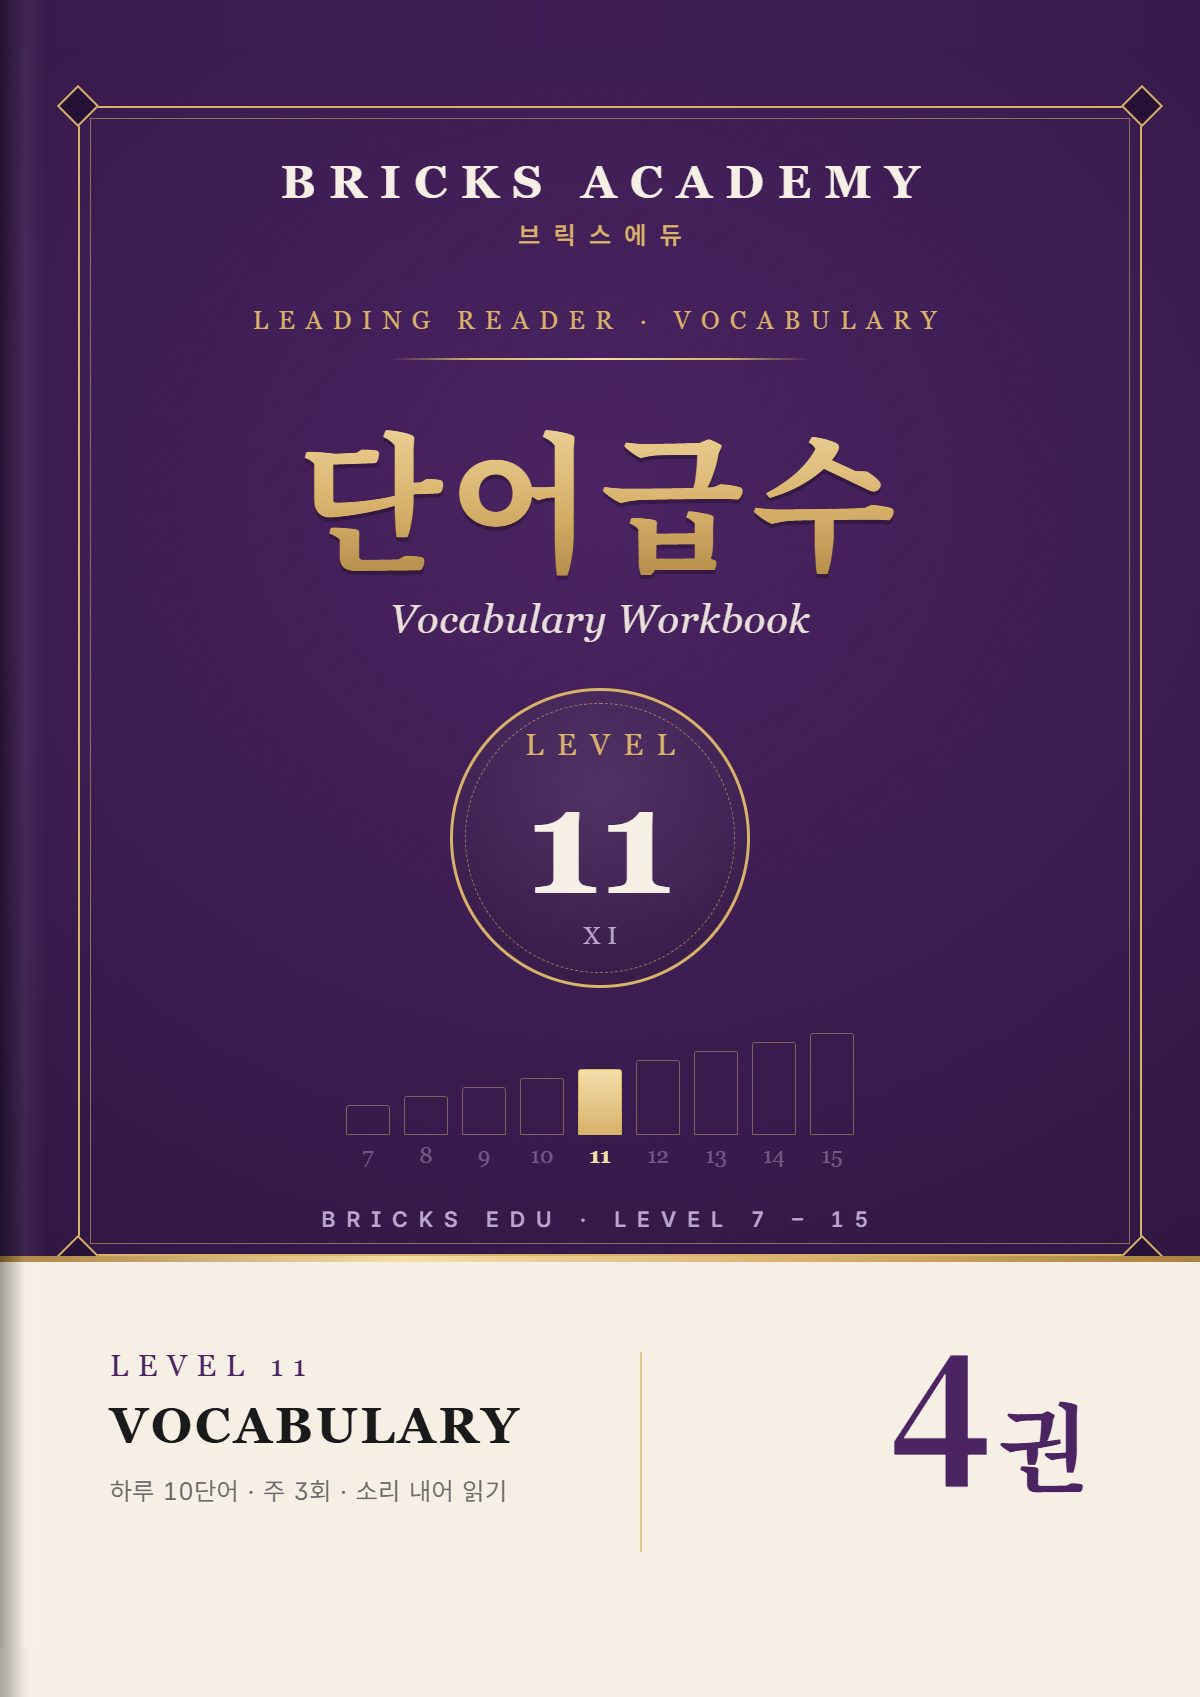 BRICKS ACADEMY
브릭스에듀
LEADING READER · VOCABULARY
단어급수
Vocabulary Workbook
LEVEL
11
XI
7 8 9 10 11 12 13 14 15
BRICKS EDU · LEVEL 7 – 15
LEVEL 11
VOCABULARY
하루 10단어 · 주 3회 · 소리 내어 읽기
4권